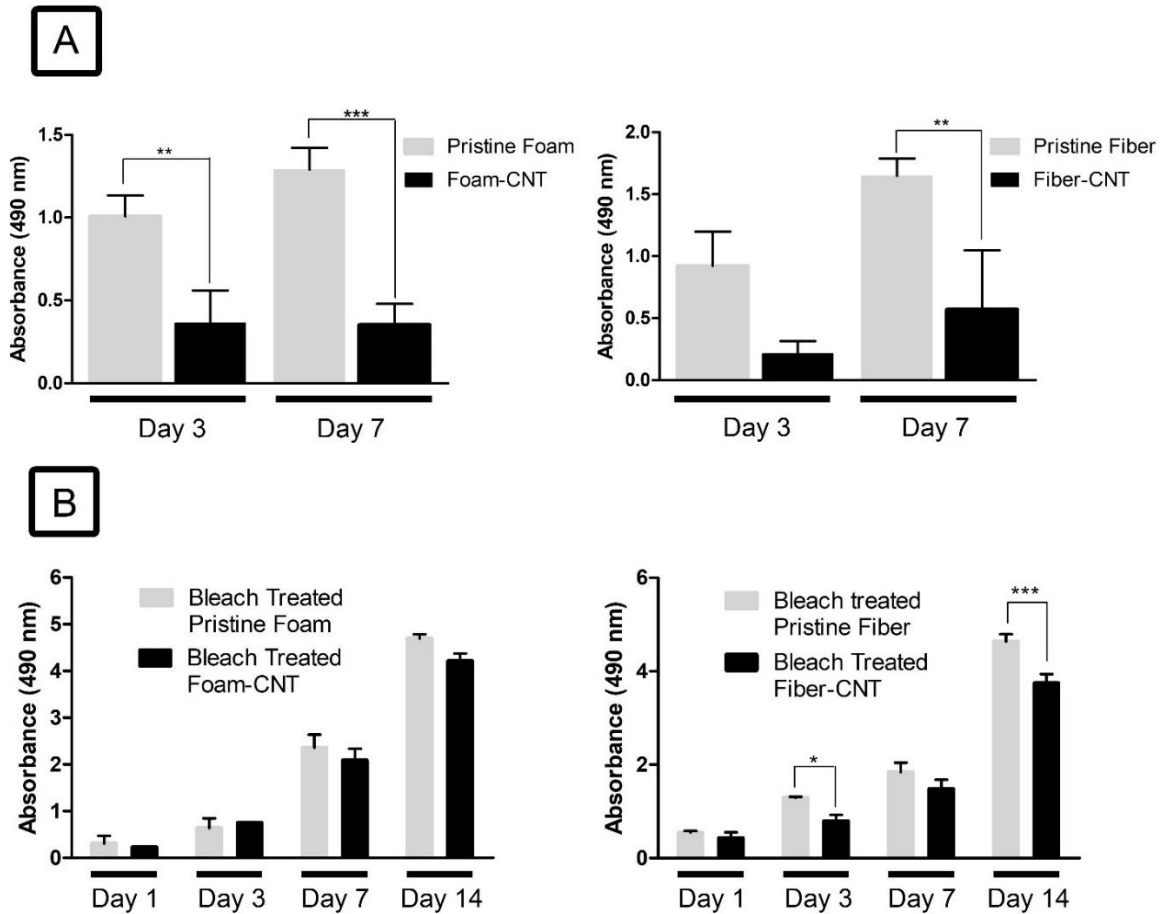 A
Absorbance (490 nm)
1.5
1.0
0.5
0.0
**
***
Pristine Foam
Foam-CNT
Day 3
Day 7
Absorbance (490 nm)
2.0
1.5
1.0
0.5
0.0
**
Pristine Fiber
Fiber-CNT
Day 3
Day 7
B
Absorbance (490 nm)
6
5
4
3
2
1
0
Bleach Treated
Pristine Foam
Bleach Treated
Foam-CNT
Day 1
Day 3
Day 7
Day 14
Absorbance (490 nm)
6
4
2
0
Bleach treated
Pristine Fiber
Bleach Treated
Fiber-CNT
*
***
Day 1
Day 3
Day 7
Day 14